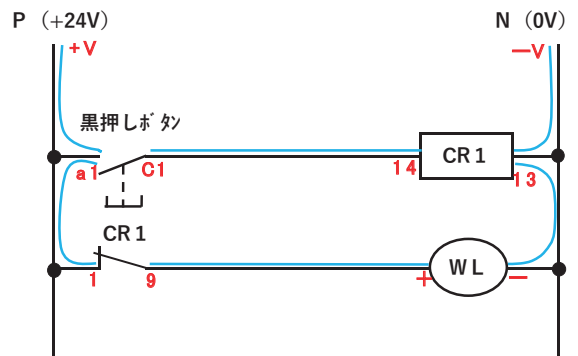 P（+24V） N（0V）
+V −V
黒押しﾎﾞﾀﾝ
a1 C1 14 CR1 13
CR1
1 9 + WL −